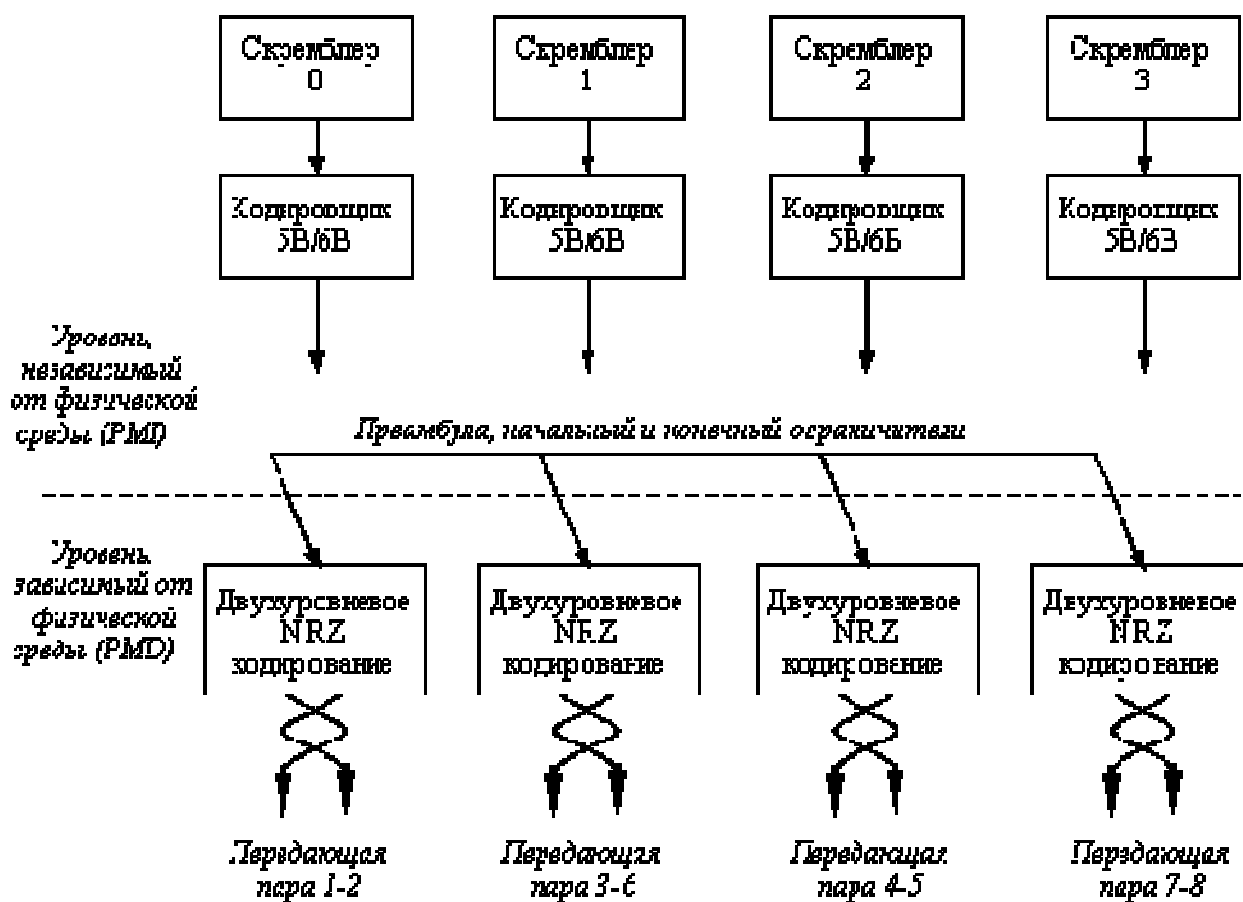 Скремблер
0
Скремблер
1
Скремблер
2
Скремблер
3
Кодировщик
5B/6B
Кодировщик
5B/6B
Кодировщик
5B/6B
Кодировщик
5B/6B
Уровень,
независимый
от физической
среды (PMI)
Преамбула, начальный и конечный ограничители
Уровень,
зависимый от
физической
среды (PMD)
Двухуровневое
NRZ
кодирование
Двухуровневое
NRZ
кодирование
Двухуровневое
NRZ
кодирование
Двухуровневое
NRZ
кодирование
Передающая
пара 1-2
Передающая
пара 3-6
Передающая
пара 4-5
Передающая
пара 7-8